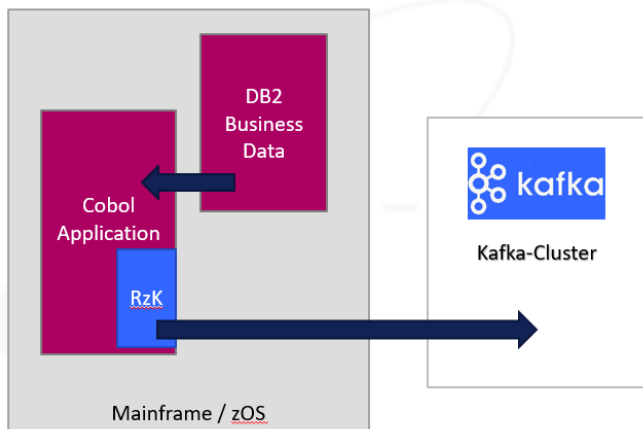 DB2
Business
Data
Cobol
Application
RzK
kafka
Kafka-Cluster
Mainframe / zOS